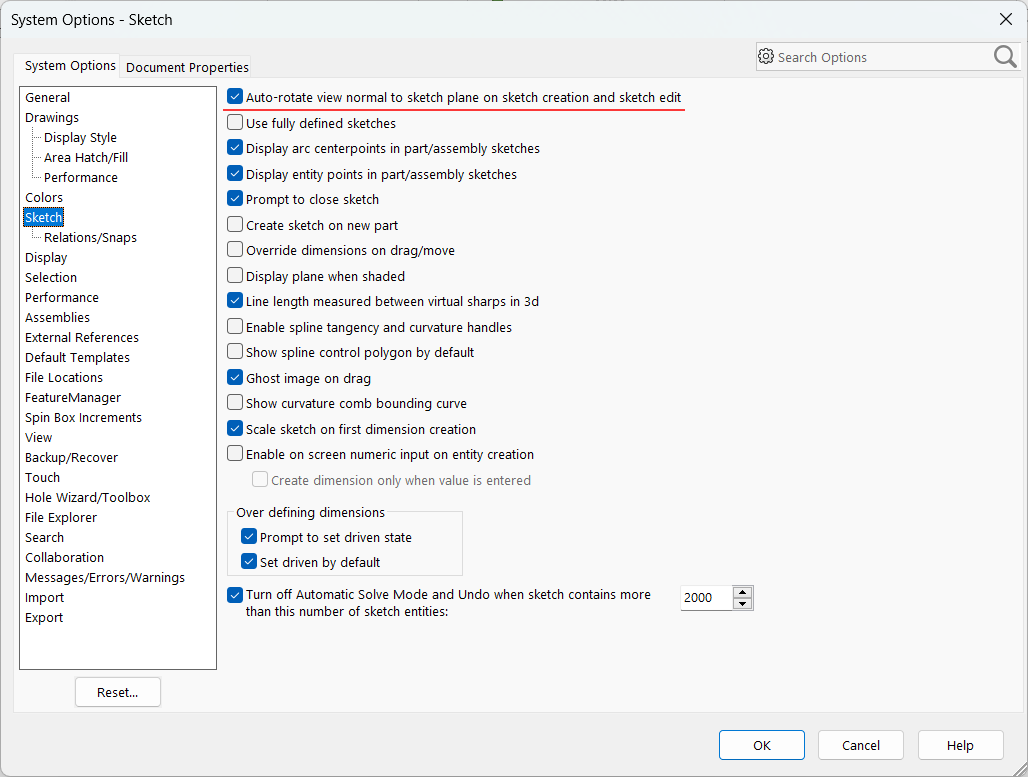 System Options - Sketch
System Options
Document Properties
Search Options
General
Drawings
Display Style
Area Hatch/Fill
Performance
Colors
Sketch
Relations/Snaps
Display
Selection
Performance
Assemblies
External References
Default Templates
File Locations
FeatureManager
Spin Box Increments
View
Backup/Recover
Touch
Hole Wizard/Toolbox
File Explorer
Search
Collaboration
Messages/Errors/Warnings
Import
Export
Reset...
Auto-rotate view normal to sketch plane on sketch creation and sketch edit
Use fully defined sketches
Display arc centerpoints in part/assembly sketches
Display entity points in part/assembly sketches
Prompt to close sketch
Create sketch on new part
Override dimensions on drag/move
Display plane when shaded
Line length measured between virtual sharps in 3d
Enable spline tangency and curvature handles
Show spline control polygon by default
Ghost image on drag
Show curvature comb bounding curve
Scale sketch on first dimension creation
Enable on screen numeric input on entity creation
Create dimension only when value is entered
Over defining dimensions
Prompt to set driven state
Set driven by default
Turn off Automatic Solve Mode and Undo when sketch contains more
than this number of sketch entities:
2000
OK
Cancel
Help